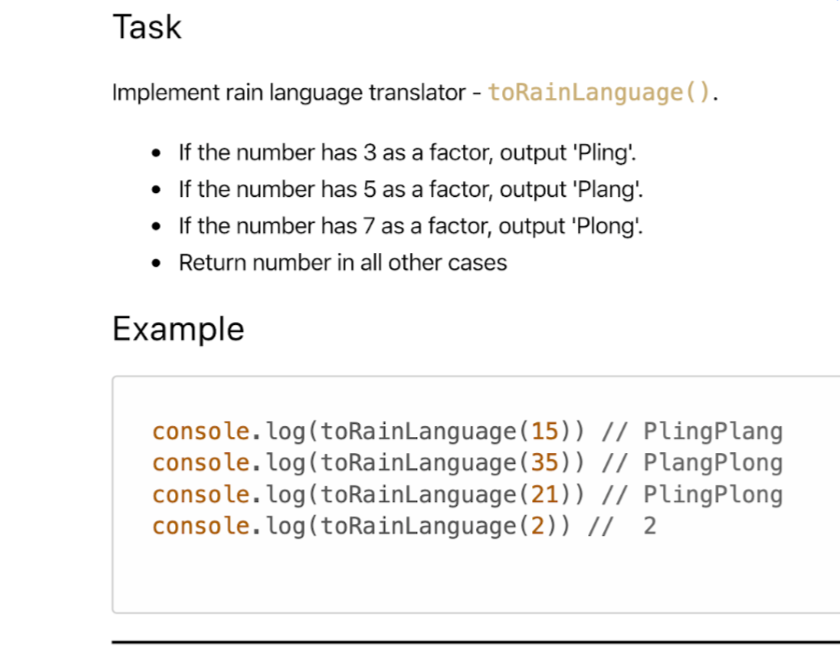 Task
Implement rain language translator - toRainLanguage().
• If the number has 3 as a factor, output 'Pling'.
• If the number has 5 as a factor, output 'Plang'.
• If the number has 7 as a factor, output 'Plong'.
• Return number in all other cases
Example
console.log(toRainLanguage(15)) // PlingPlang
console.log(toRainLanguage(35)) // PlangPlong
console.log(toRainLanguage(21)) // PlingPlong
console.log(toRainLanguage(2)) //  2